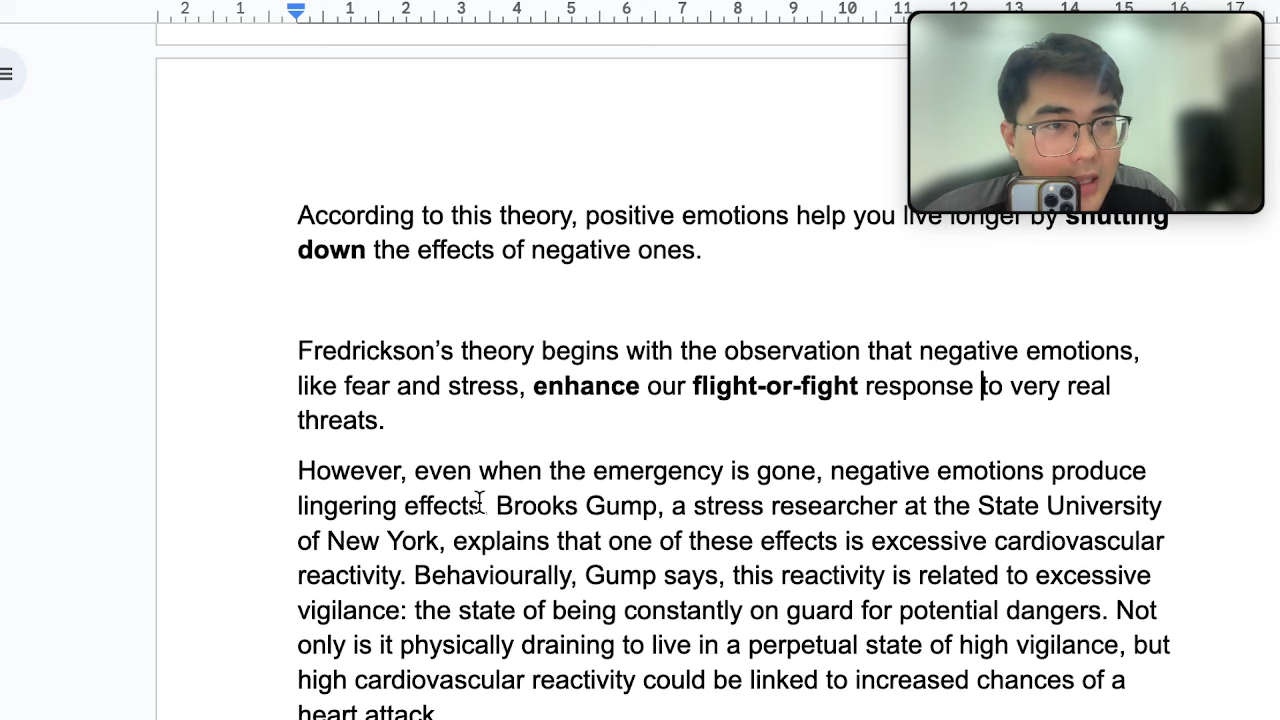 2 1 1 2 3 4 5 6 7 8 9 10 11 12 13 14 15 16 17
According to this theory, positive emotions help you live longer by shutting
down the effects of negative ones.
Fredrickson’s theory begins with the observation that negative emotions,
like fear and stress, enhance our flight-or-fight response to very real
threats.
However, even when the emergency is gone, negative emotions produce
lingering effects. Brooks Gump, a stress researcher at the State University
of New York, explains that one of these effects is excessive cardiovascular
reactivity. Behaviourally, Gump says, this reactivity is related to excessive
vigilance: the state of being constantly on guard for potential dangers. Not
only is it physically draining to live in a perpetual state of high vigilance, but
high cardiovascular reactivity could be linked to increased chances of a
heart attack.